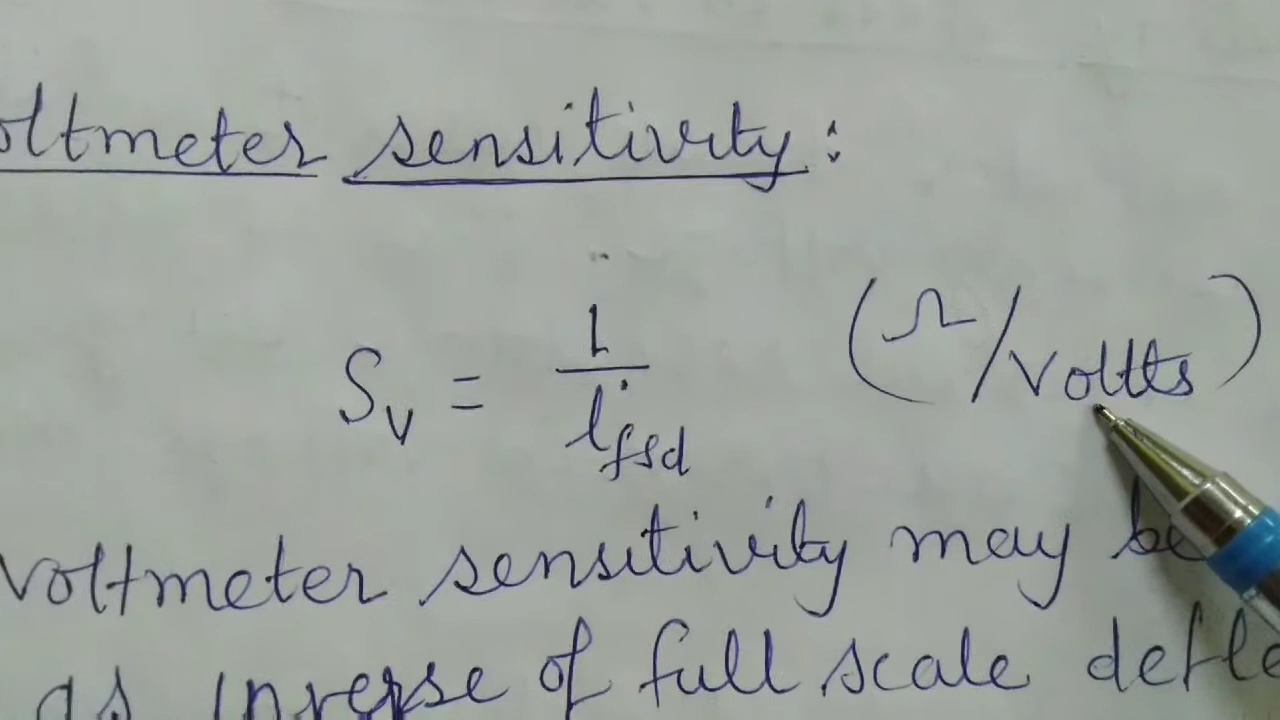 oltmeter sensitivity:
Sv = 1/ifsd (Ω/volts)
voltmeter sensitivity may be
as inverse of full scale defle